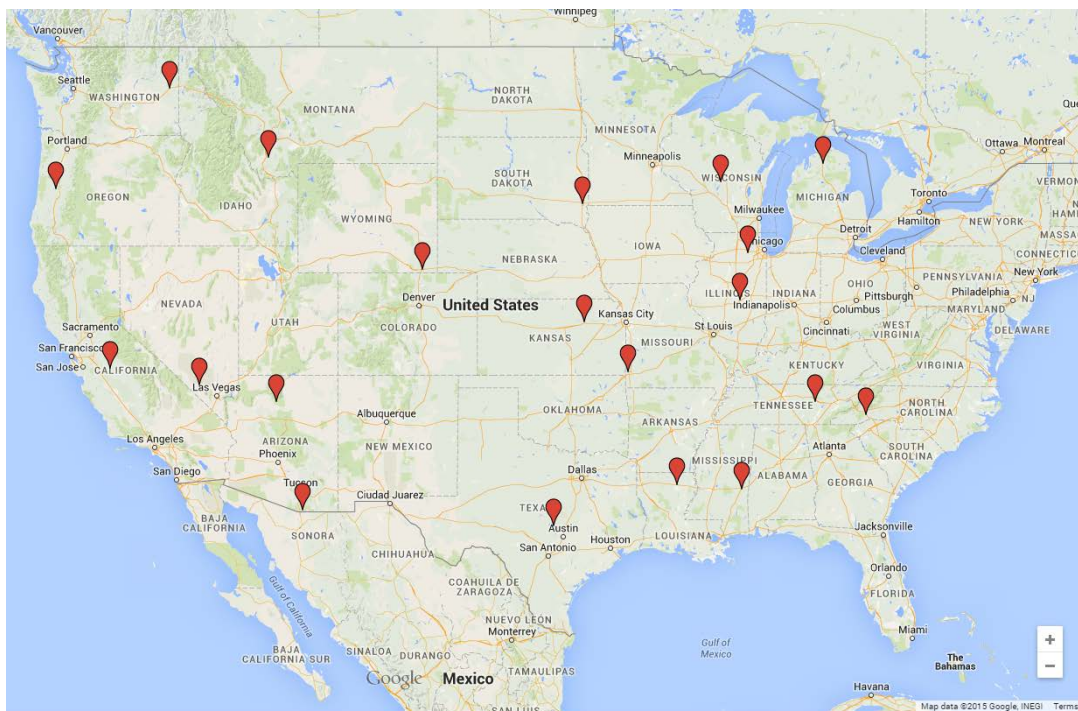 Winnipeg
Vancouver
Seattle
WASHINGTON
MONTANA
NORTH
DAKOTA
MINNESOTA
Ottawa
Montreal
Portland
OREGON
IDAHO
SOUTH
DAKOTA
Minneapolis
WISCONSIN
MICHIGAN
Toronto
VERMON
WYOMING
Milwaukee
Hamilton
NEW YORK
MASSA
Detroit
IOWA
Chicago
Cleveland
CONNECTIC
NEBRASKA
PENNSYLVANIA
New York
NEVADA
Denver
United States
ILLINOIS
INDIANA
OHIO
Pittsburgh
Philadelphia
NJ
UTAH
COLORADO
Indianapolis
Columbus
MARYLAND
Sacramento
KANSAS
Kansas City
MISSOURI
St Louis
Cincinnati
WEST
VIRGINIA
DELAWARE
San Francisco
San Jose
CALIFORNIA
KENTUCKY
VIRGINIA
Las Vegas
Albuquerque
OKLAHOMA
TENNESSEE
NORTH
CAROLINA
ARKANSAS
Los Angeles
ARIZONA
NEW MEXICO
Atlanta
SOUTH
CAROLINA
Phoenix
San Diego
Dallas
MISSISSIPPI
ALABAMA
GEORGIA
Tucson
Ciudad Juarez
TEXAS
BAJA
CALIFORNIA
SONORA
Austin
Houston
LOUISIANA
Jacksonville
San Antonio
CHIHUAHUA
COAHUILA DE
ZARAGOZA
Orlando
FLORIDA
Gulf of California
NUEVO LEÓN
Monterrey
Miami
Gulf of
Mexico
BAJA
CALIFORNIA SUR
SINALOA
DURANGO
TAMAULIPAS
The
Bahamas
Google
Mexico
Havana
SAN LUIS
Map data ©2015 Google, INEGI Terms